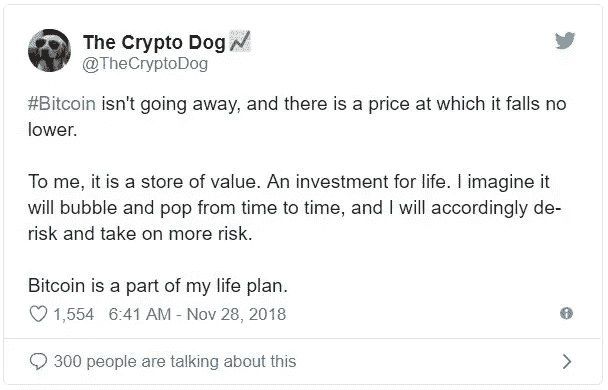 The Crypto Dog
@TheCryptoDog
#Bitcoin isn't going away, and there is a price at which it falls no
lower.
To me, it is a store of value. An investment for life. I imagine it
will bubble and pop from time to time, and I will accordingly de-
risk and take on more risk.
Bitcoin is a part of my life plan.
1,554 6:41 AM - Nov 28, 2018
300 people are talking about this